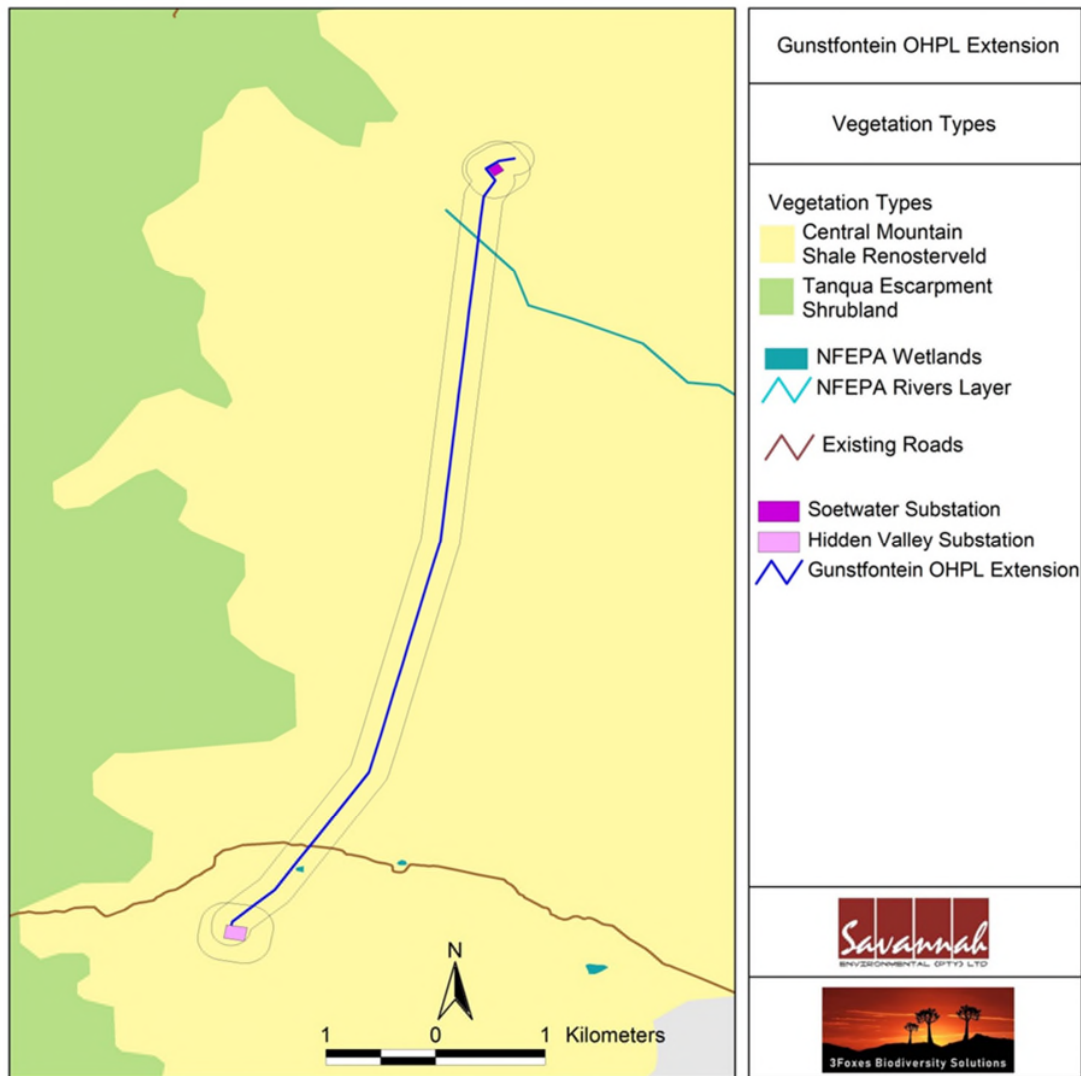 Gunstfontein OHPL Extension
Vegetation Types
Vegetation Types
Central Mountain
Shale Renosterveld
Tanqua Escarpment
Shrubland
NFEPA Wetlands
NFEPA Rivers Layer
Existing Roads
Soetwater Substation
Hidden Valley Substation
Gunstfontein OHPL Extension
N
1 0 1 Kilometers
Savannah
ENVIRONMENTAL (PTY) LTD
3Foxes Biodiversity Solutions